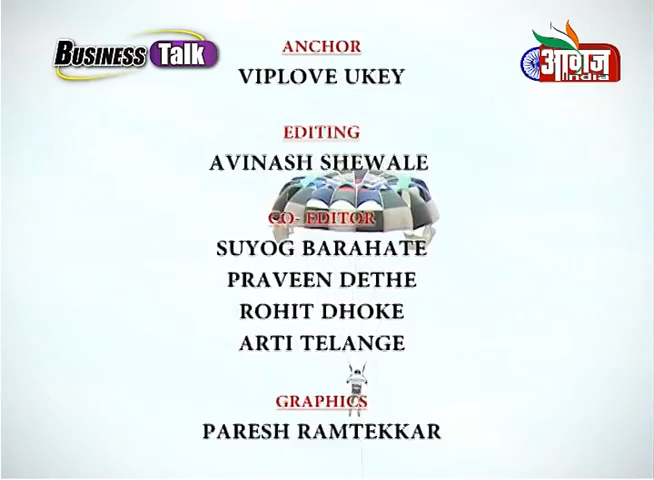 BUSINESS Talk
आगाज
india
ANCHOR
VIPLOVE UKEY
EDITING
AVINASH SHEWALE
CO- EDITOR
SUYOG BARAHATE
PRAVEEN DETHE
ROHIT DHOKE
ARTI TELANGE
GRAPHICS
PARESH RAMTEKKAR